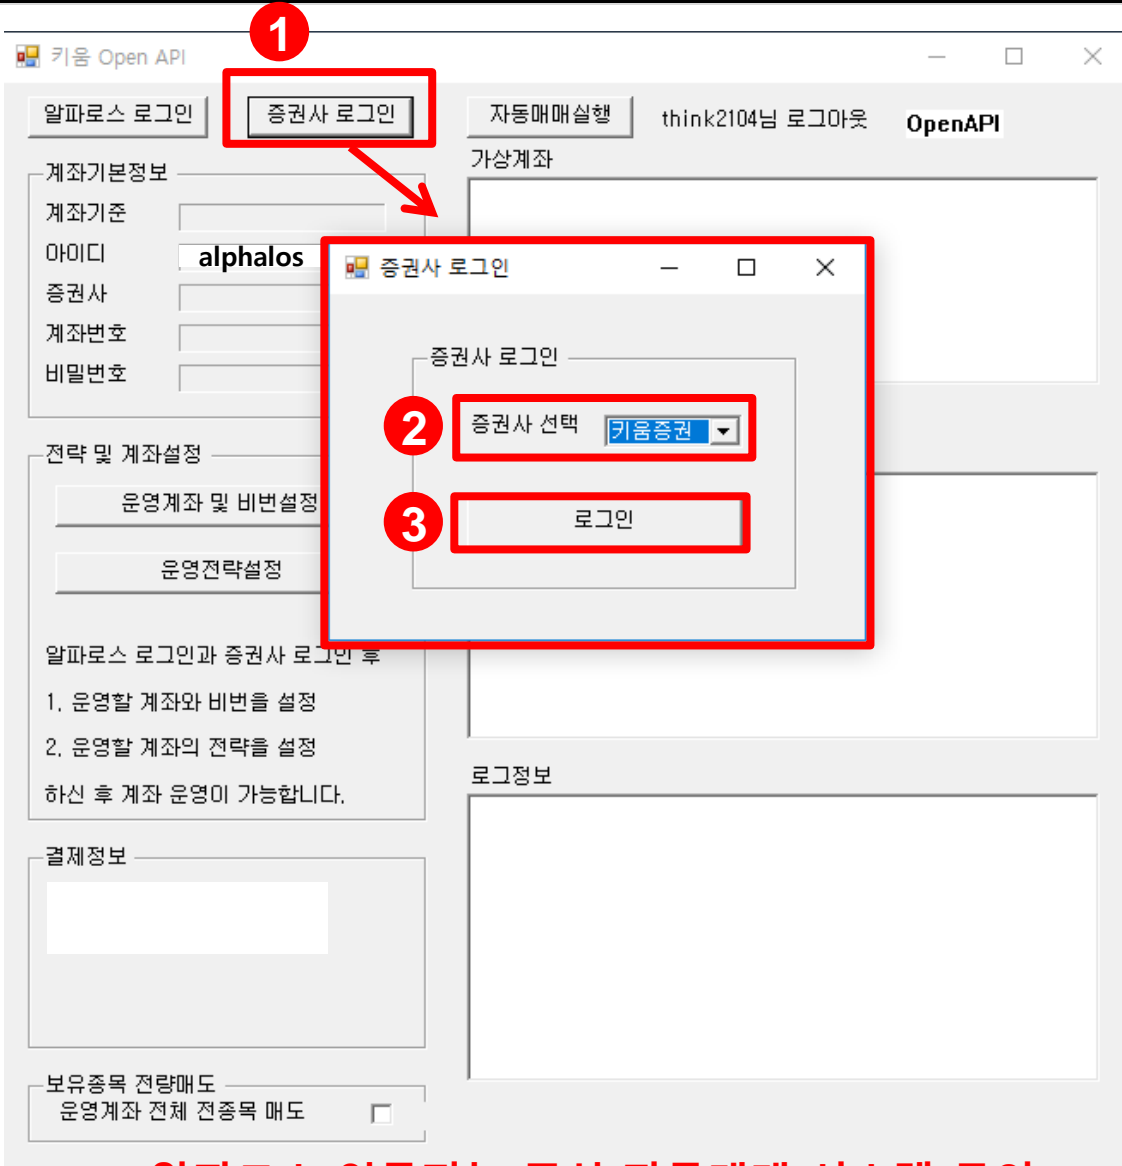 1
키움 Open API
알파로스 로그인
증권사 로그인
자동매매실행
think2104님 로그아웃
OpenAPI
계좌기본정보
계좌기준
아이디
alphalos
증권사
계좌번호
비밀번호
가상계좌
증권사 로그인
증권사 로그인
2
증권사 선택
키움증권
3
로그인
전략 및 계좌설정
운영계좌 및 비번설정
운영전략설정
알파로스 로그인과 증권사 로그인 후
1. 운영할 계좌와 비번을 설정
2. 운영할 계좌의 전략을 설정
하신 후 계좌 운영이 가능합니다.
로그정보
결제정보
보유종목 전량매도
운영계좌 전체 전종목 매도